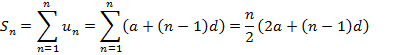 $S_n = \sum_{n=1}^{n} u_n = \sum_{n=1}^{n} (a + (n-1)d) = \frac{n}{2}(2a + (n-1)d)$